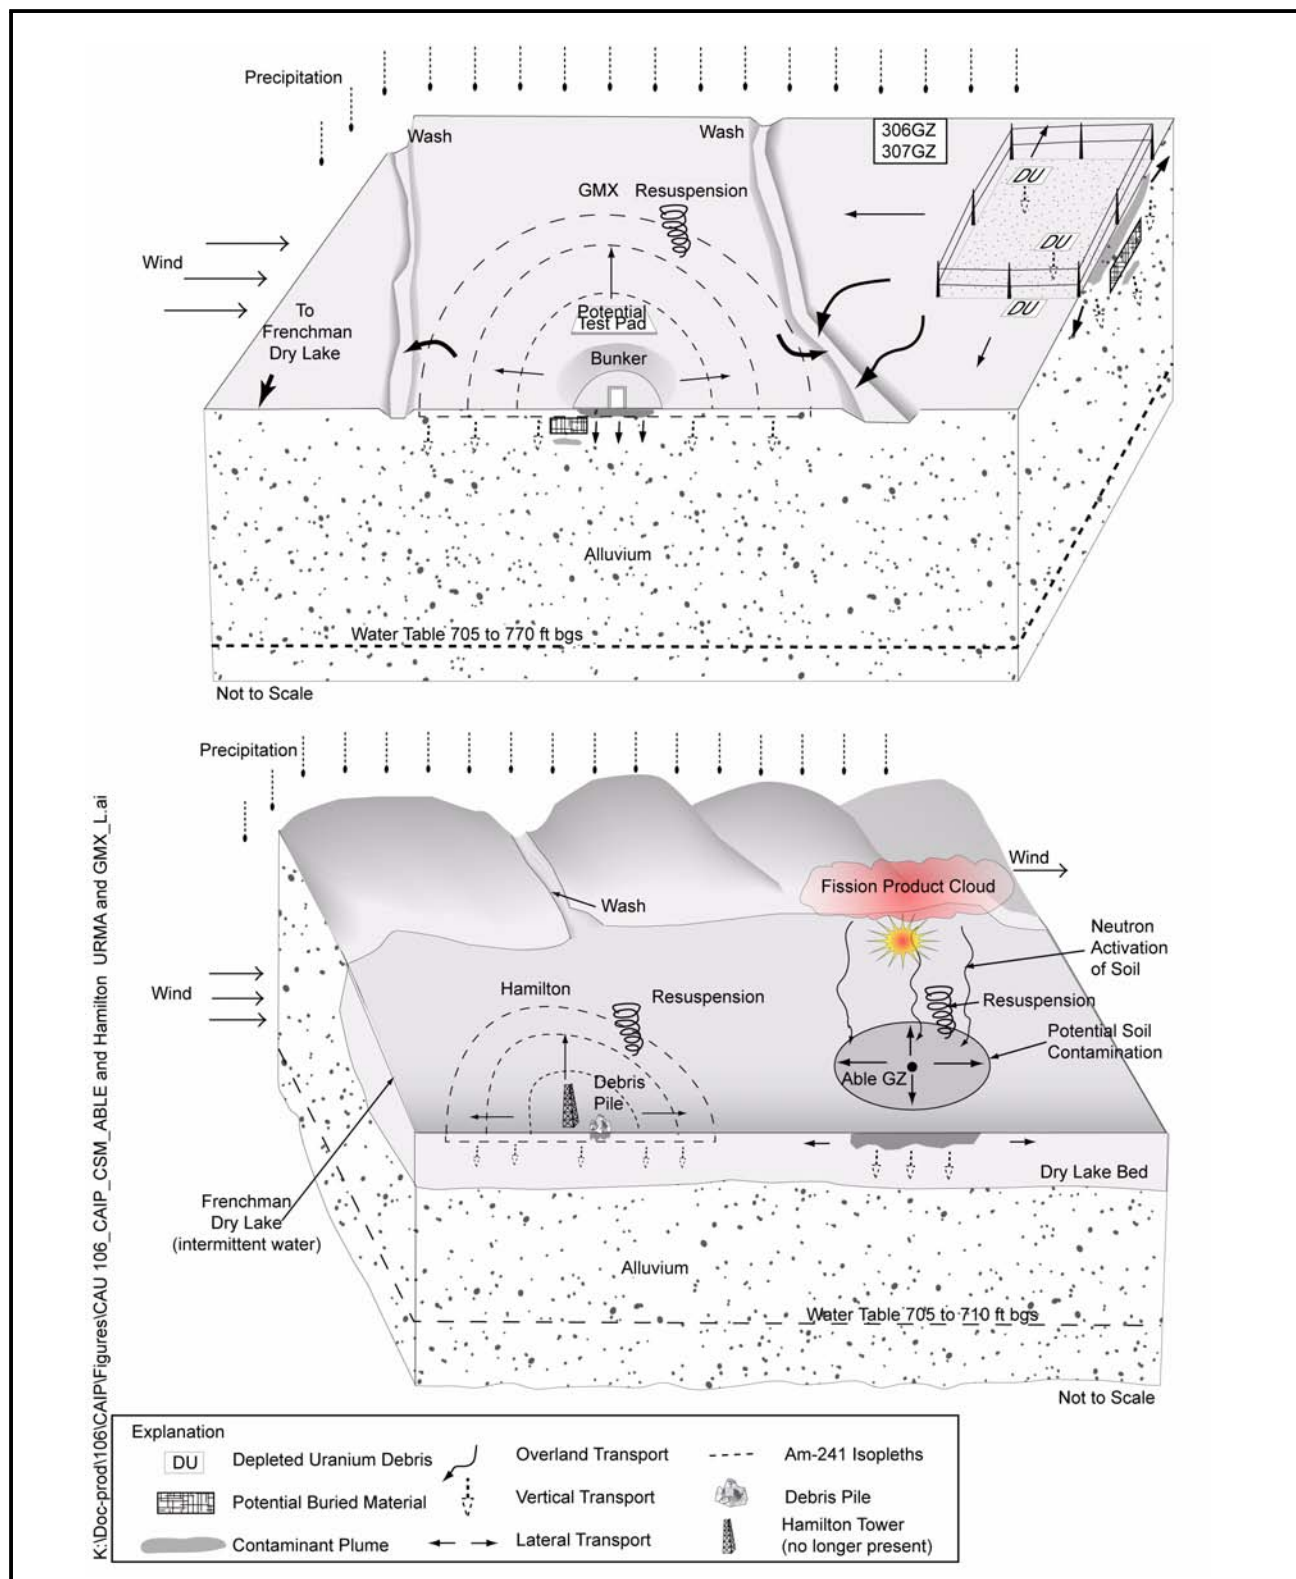 Precipitation
Wash
Wash
306GZ
307GZ
GMX
Resuspension
DU
DU
DU
Wind
To
Frenchman
Dry Lake
Potential
Test Pad
Bunker
Alluvium
Water Table 705 to 770 ft bgs
Not to Scale
Precipitation
Wind
Fission Product Cloud
Wash
Neutron
Activation
of Soil
Wind
Hamilton
Resuspension
Resuspension
Potential Soil
Contamination
Able GZ
Debris
Pile
Dry Lake Bed
Frenchman
Dry Lake
(intermittent water)
Alluvium
Water Table 705 to 710 ft bgs
Not to Scale
K:\Doc-prod\106\CAIP\Figures\CAU 106_CAIP_CSM_ABLE and Hamilton URMA and GMX_L.ai
Explanation
DU Depleted Uranium Debris
Potential Buried Material
Contaminant Plume
Overland Transport
Vertical Transport
Lateral Transport
Am-241 Isopleths
Debris Pile
Hamilton Tower
(no longer present)